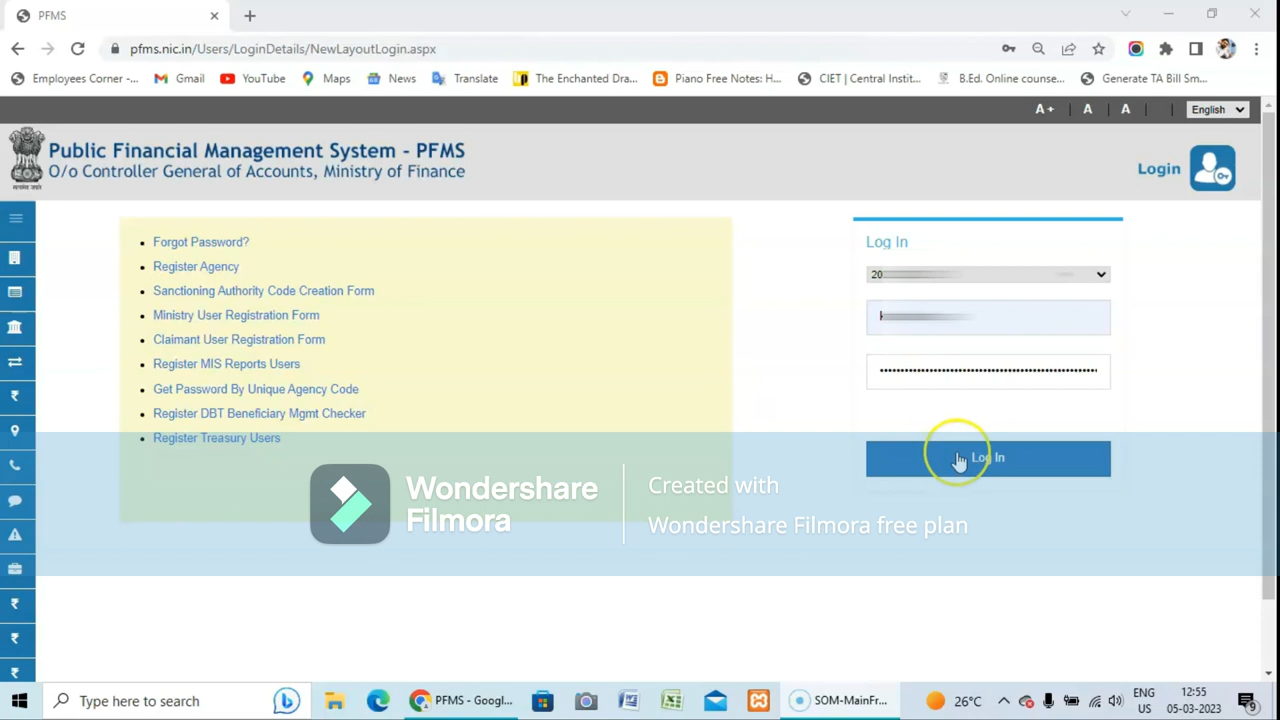 PFMS
pfms.nic.in/Users/LoginDetails/NewLayoutLogin.aspx
Employees Corner -... Gmail YouTube Maps News Translate The Enchanted Dra... Piano Free Notes: H... CIET | Central Instit... B.Ed. Online counse... Generate TA Bill Sm...
A+ | A | A | | English
Public Financial Management System - PFMS
O/o Controller General of Accounts, Ministry of Finance
सत्यमेव जयते
Login
Forgot Password?
Register Agency
Sanctioning Authority Code Creation Form
Ministry User Registration Form
Claimant User Registration Form
Register MIS Reports Users
Get Password By Unique Agency Code
Register DBT Beneficiary Mgmt Checker
Register Treasury Users
Log In
20
Log In
Wondershare
Filmora
Created with
Wondershare Filmora free plan
Type here to search
PFMS - Googl...
SOM-MainFr...
26°C
ENG
US
12:55
05-03-2023
9